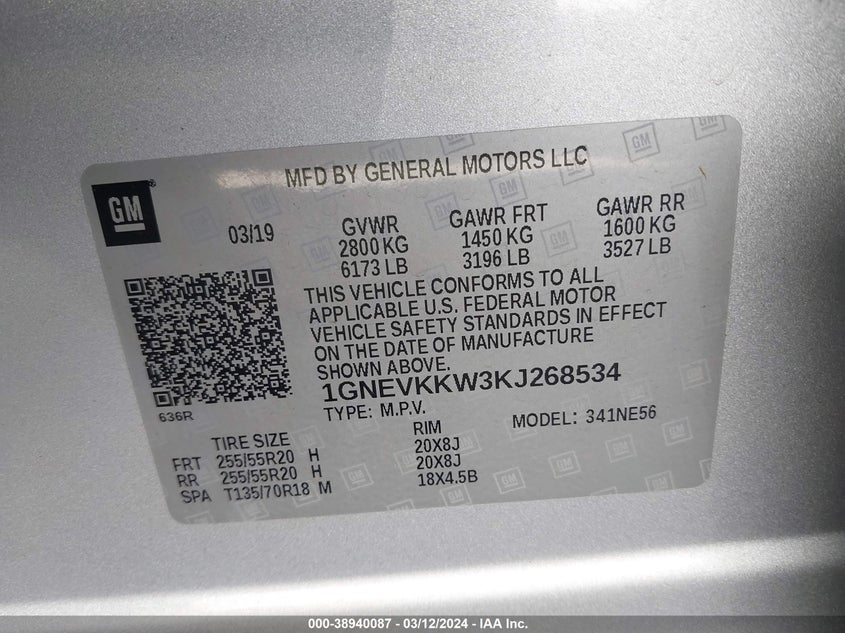 MFD BY GENERAL MOTORS LLC
GM
03/19
GVWR
2800 KG
6173 LB
GAWR FRT
1450 KG
3196 LB
GAWR RR
1600 KG
3527 LB
THIS VEHICLE CONFORMS TO ALL
APPLICABLE U.S. FEDERAL MOTOR
VEHICLE SAFETY STANDARDS IN EFFECT
ON THE DATE OF MANUFACTURE
SHOWN ABOVE.
1GNEVKKW3KJ268534
636R
TYPE: M.P.V.
MODEL: 341NE56
TIRE SIZE RIM
FRT 255/55R20 H 20X8J
RR 255/55R20 H 20X8J
SPA T135/70R18 M 18X4.5B
000-38940087 - 03/12/2024 - IAA Inc.